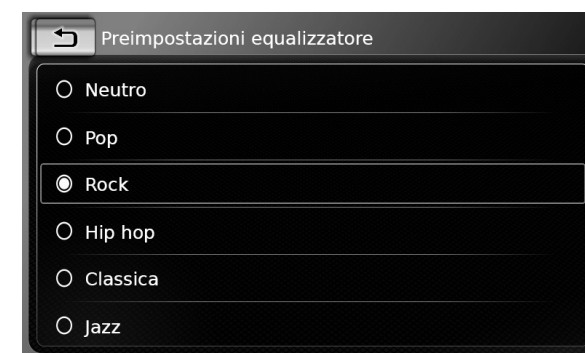 Preimpostazioni equalizzatore
Neutro
Pop
Rock
Hip hop
Classica
Jazz